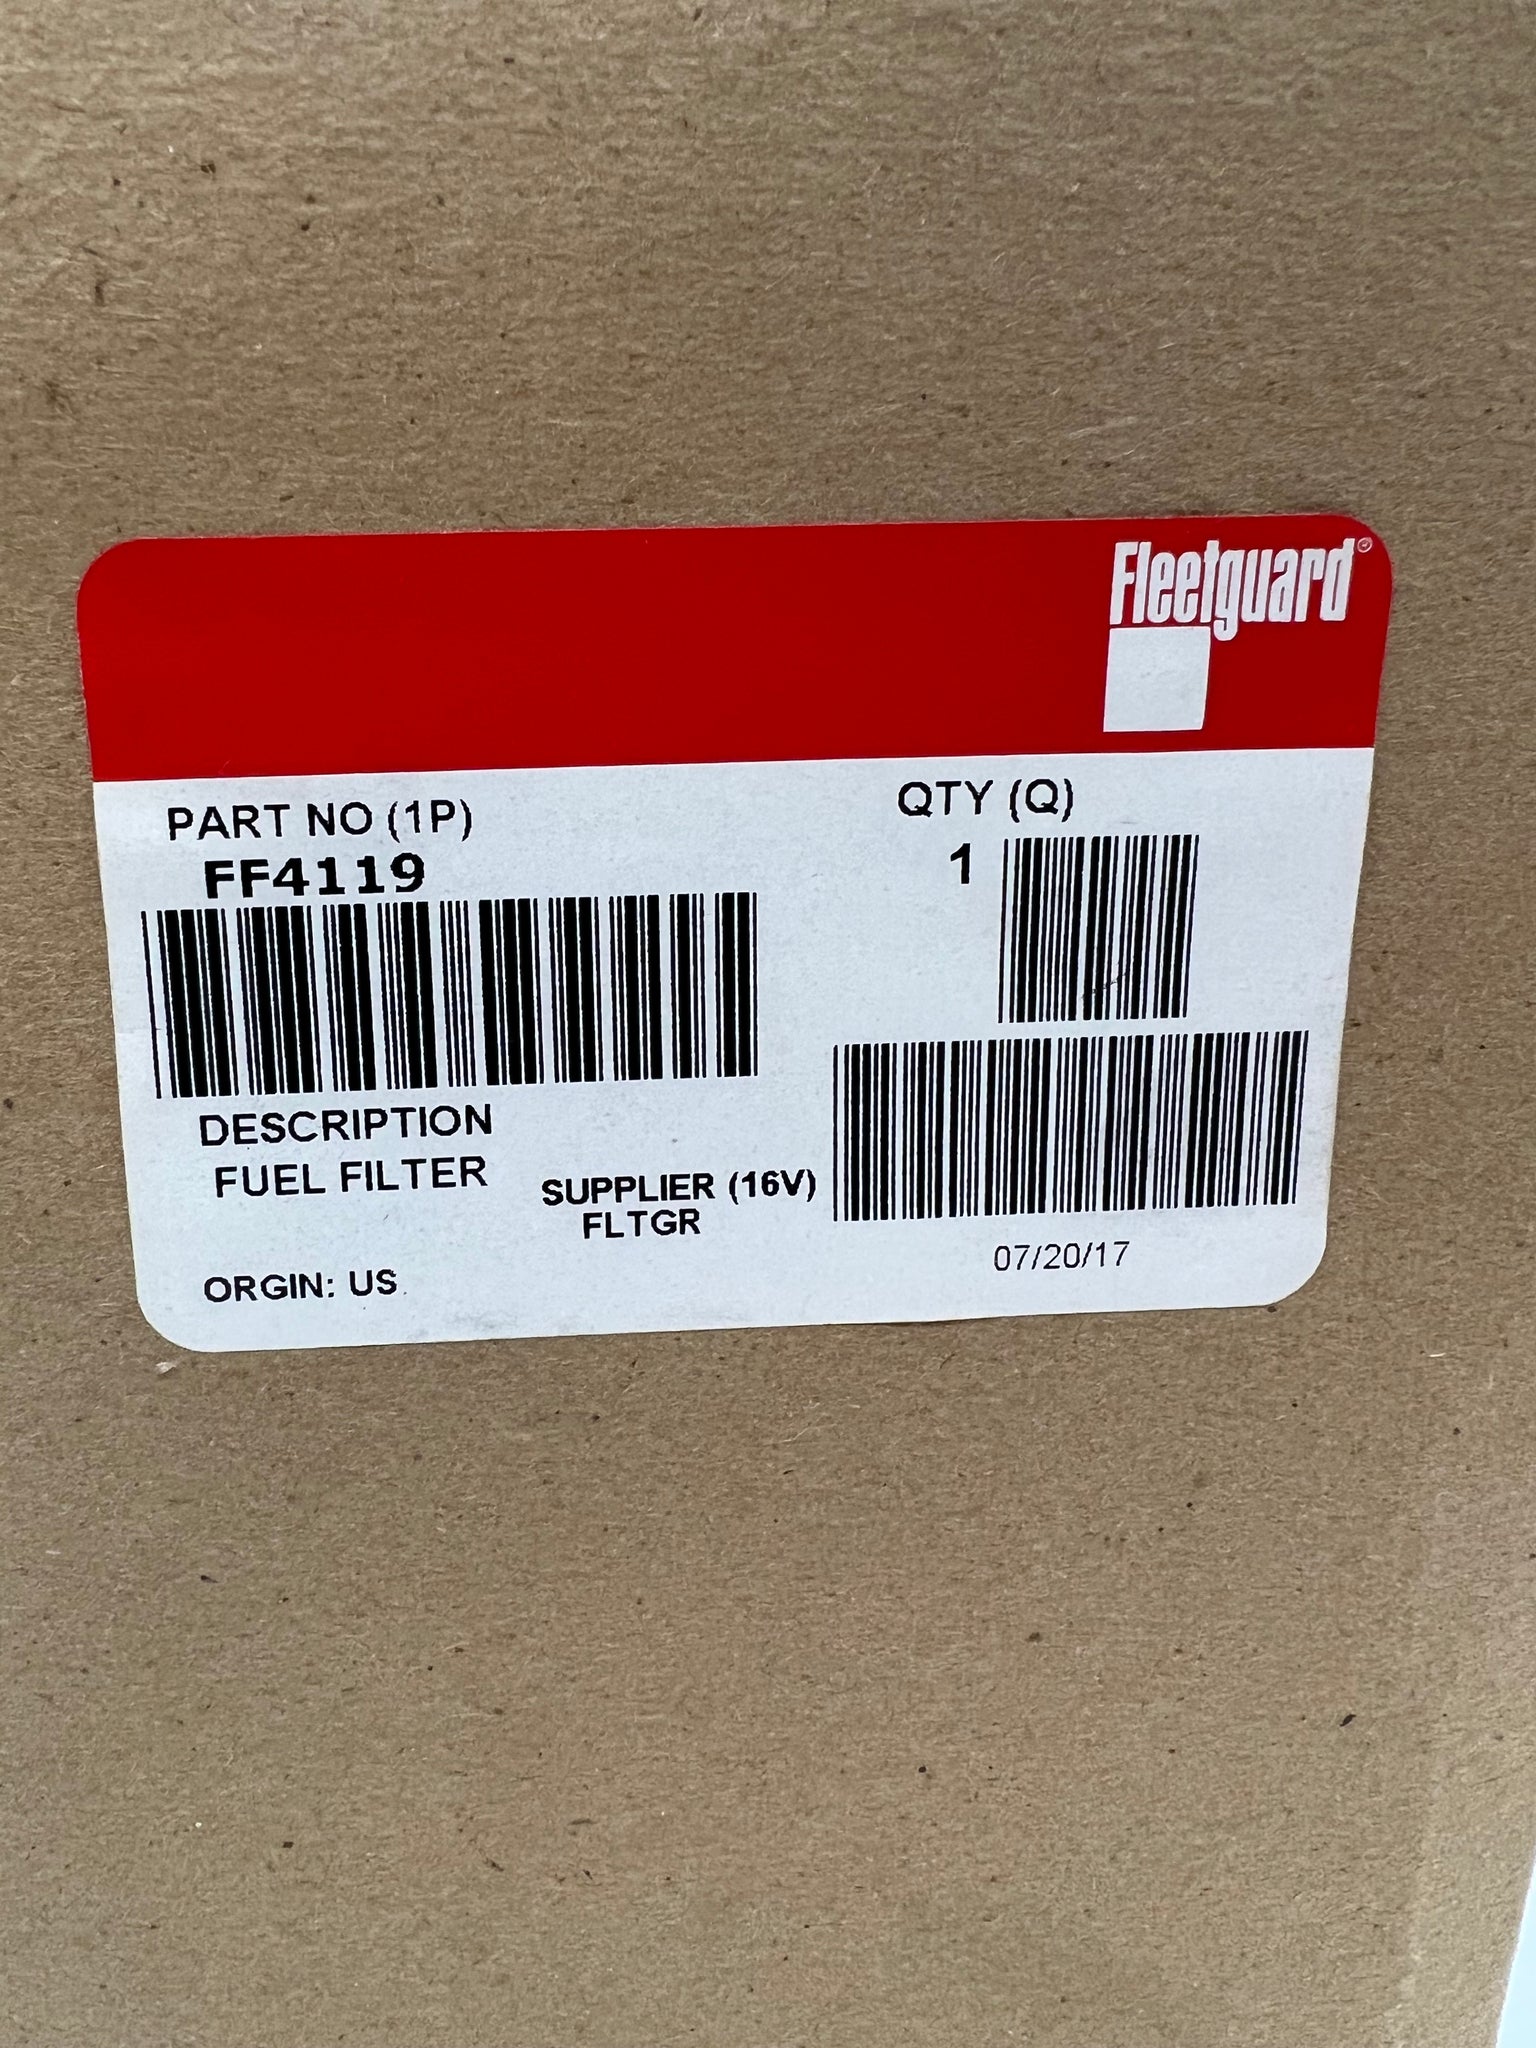 Fleetguard®
PART NO (1P)
FF4119
QTY (Q)
1
DESCRIPTION
FUEL FILTER
SUPPLIER (16V)
FLTGR
07/20/17
ORGIN: US